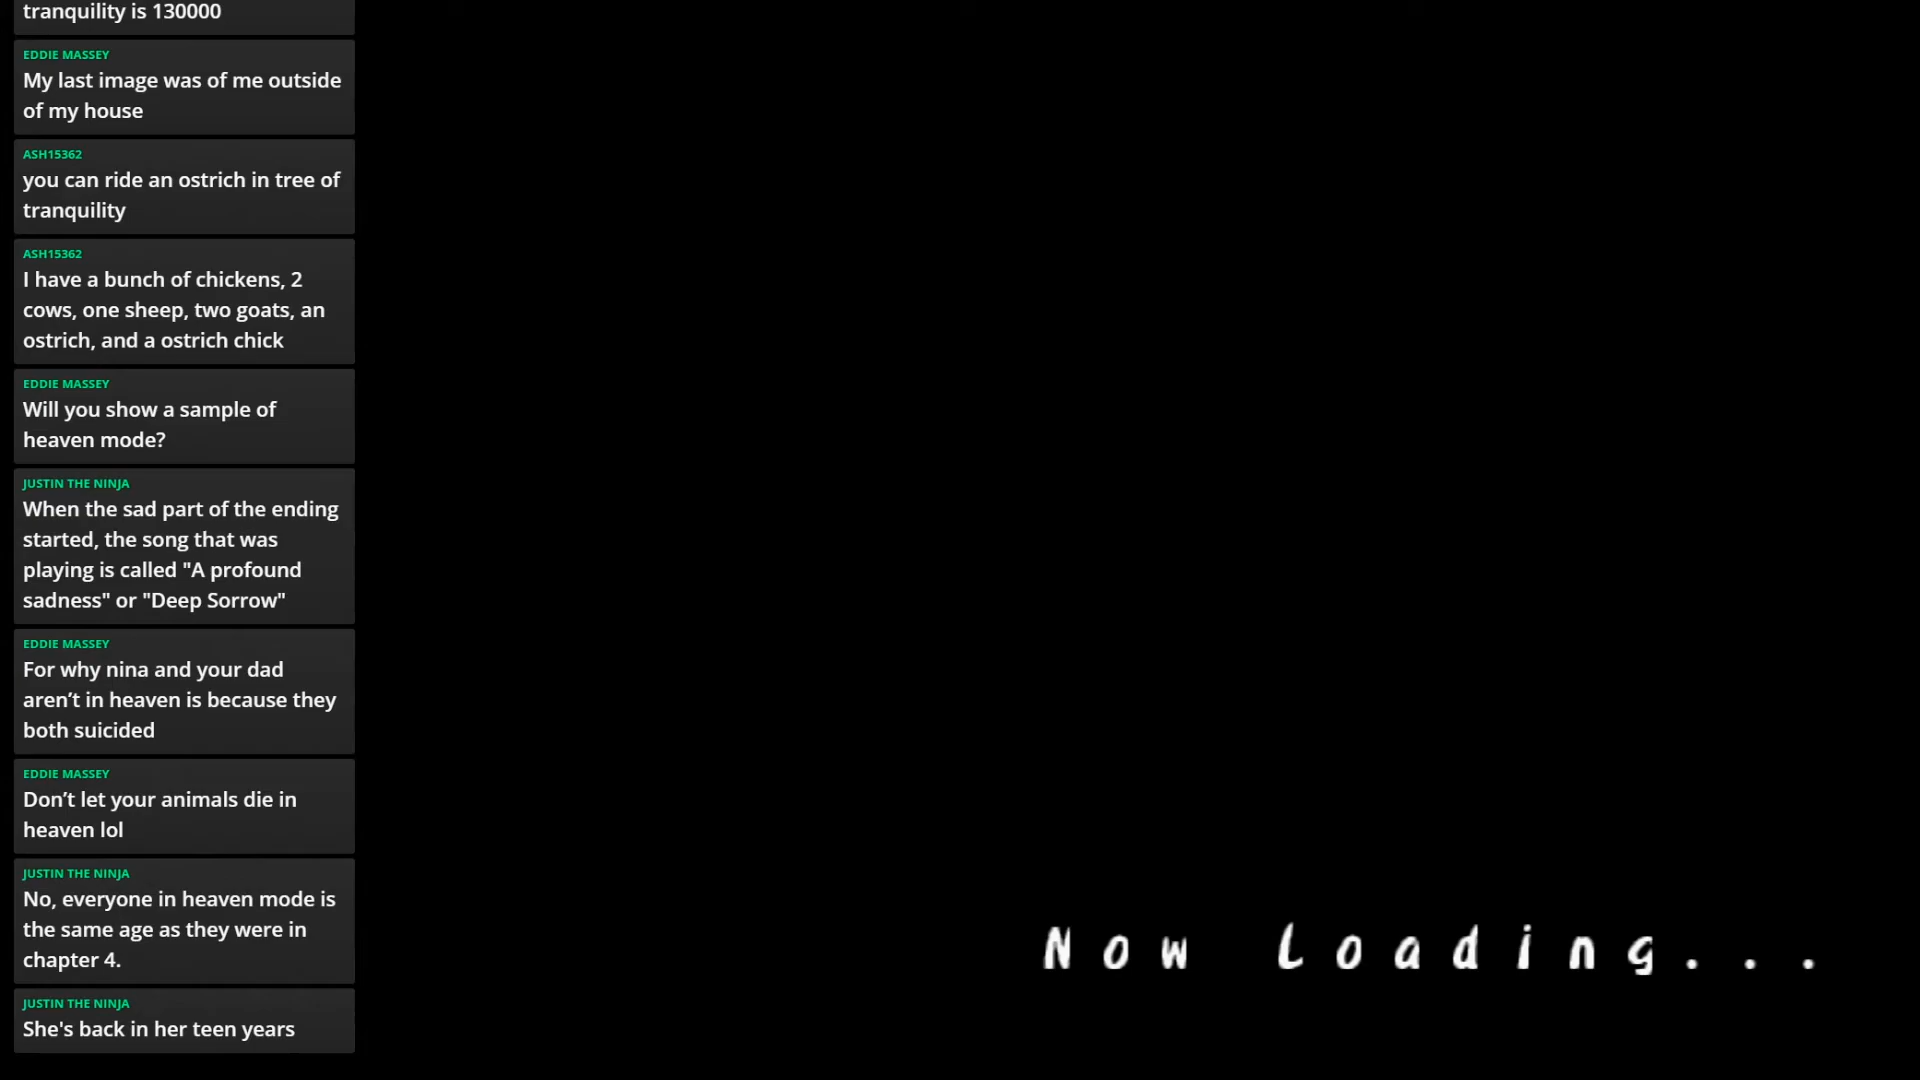 tranquility is 130000
EDDIE MASSEY
My last image was of me outside
of my house
ASH15362
you can ride an ostrich in tree of
tranquility
ASH15362
I have a bunch of chickens, 2
cows, one sheep, two goats, an
ostrich, and a ostrich chick
EDDIE MASSEY
Will you show a sample of
heaven mode?
JUSTIN THE NINJA
When the sad part of the ending
started, the song that was
playing is called "A profound
sadness" or "Deep Sorrow"
EDDIE MASSEY
For why nina and your dad
aren’t in heaven is because they
both suicided
EDDIE MASSEY
Don’t let your animals die in
heaven lol
JUSTIN THE NINJA
No, everyone in heaven mode is
the same age as they were in
chapter 4.
JUSTIN THE NINJA
She's back in her teen years
Now Loading...